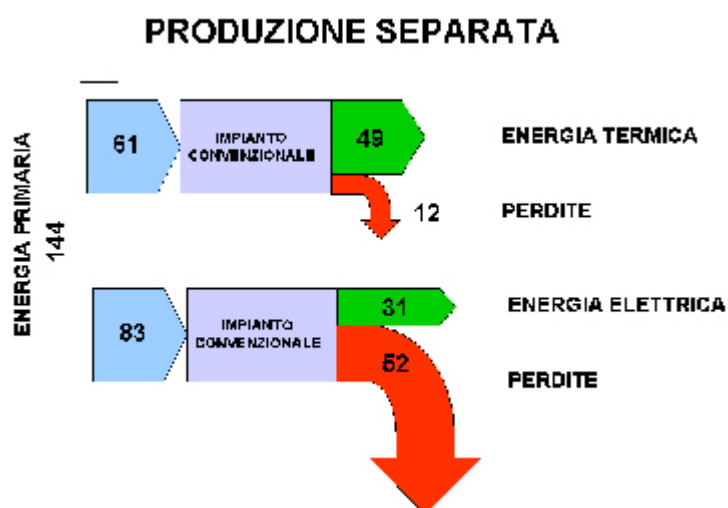 PRODUZIONE SEPARATA
ENERGIA PRIMARIA
144
61
IMPIANTO
CONVENZIONALE
49
ENERGIA TERMICA
12
PERDITE
83
IMPIANTO
CONVENZIONALE
31
ENERGIA ELETTRICA
52
PERDITE